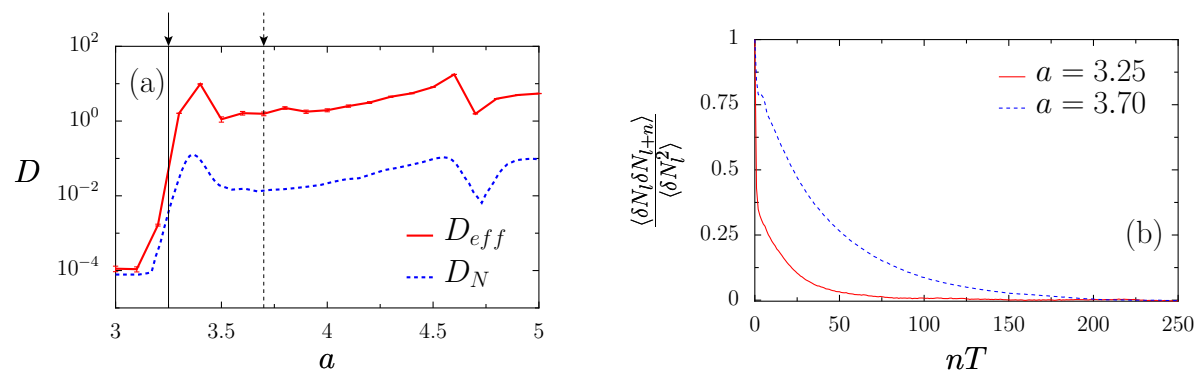 10^2
10^0
10^{-2}
10^{-4}
D
(a)
D_{eff}
D_N
3
3.5
4
4.5
5
a
1
0.75
0.5
0.25
0
⟨δN_l δN_{l+n}⟩
⟨δN_l^2⟩
a = 3.25
a = 3.70
(b)
0
50
100
150
200
250
nT